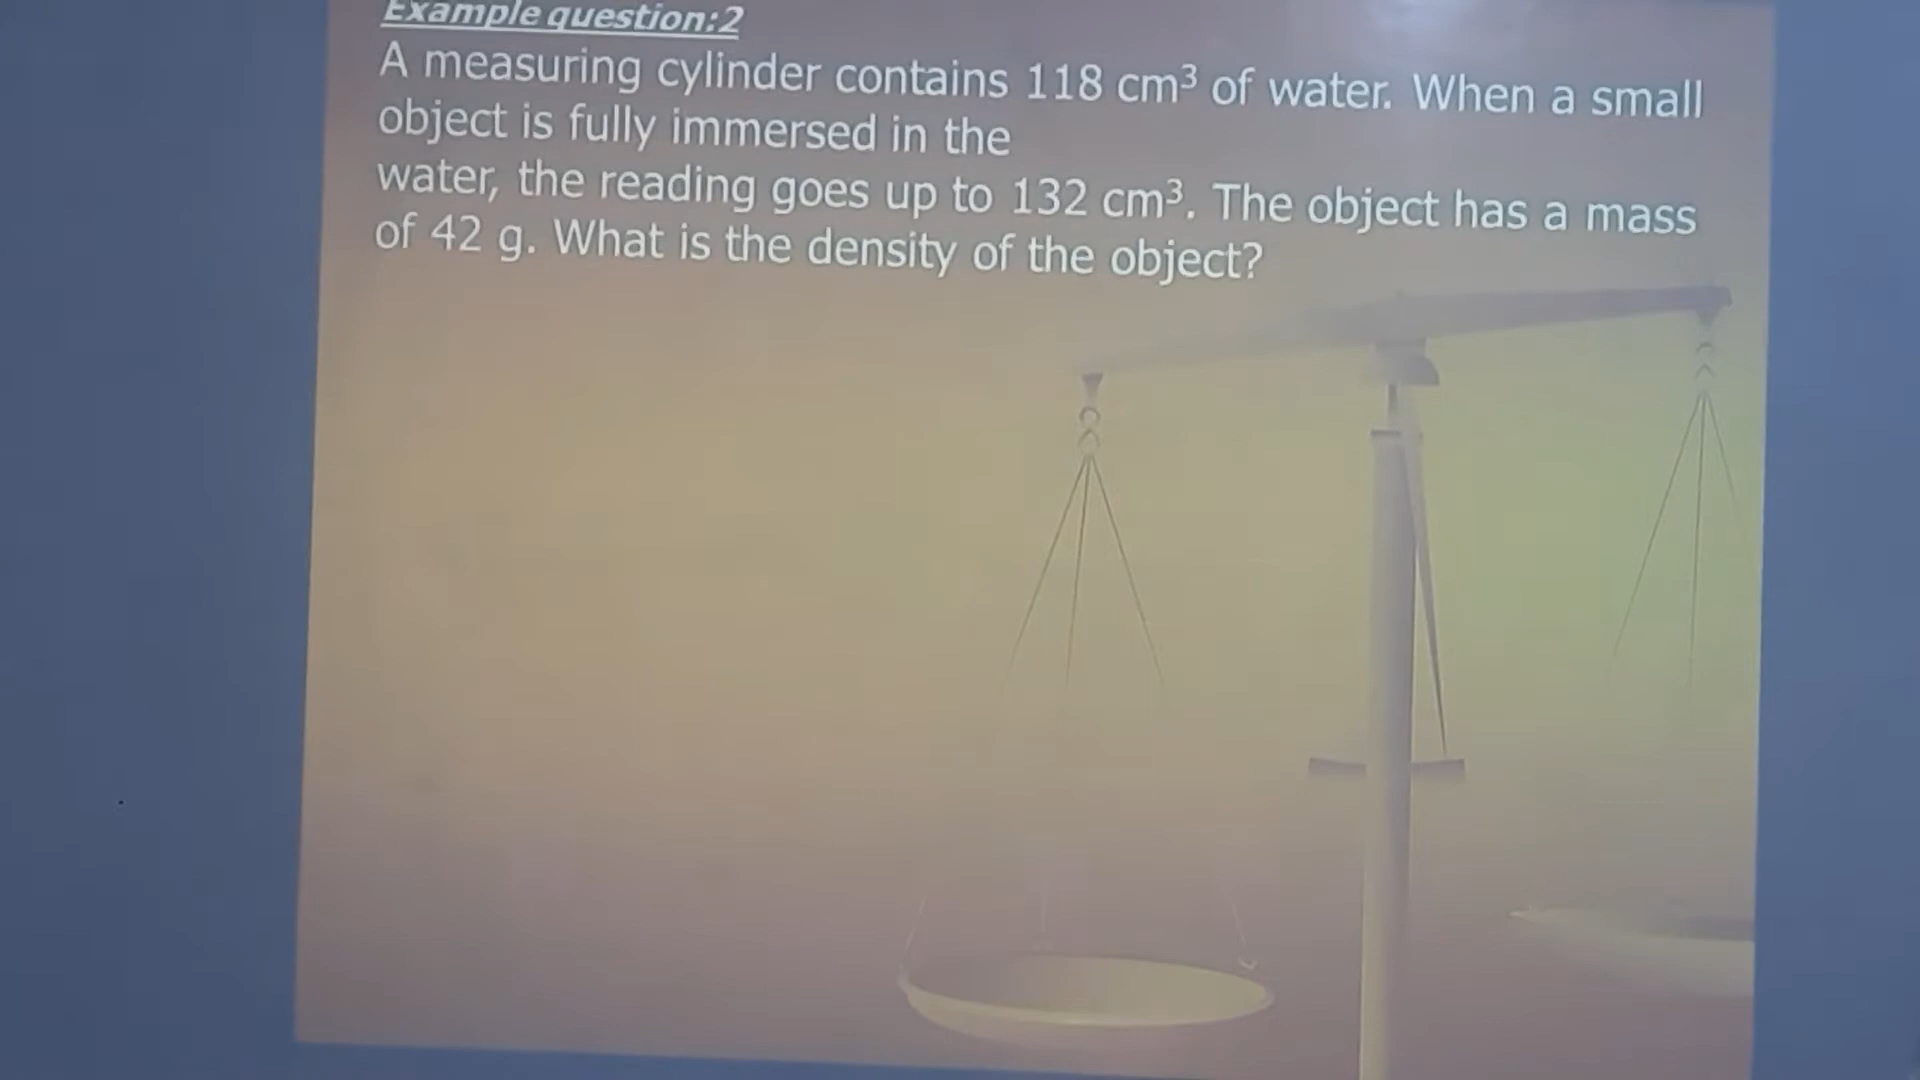 Example question:2
A measuring cylinder contains 118 cm³ of water. When a small
object is fully immersed in the
water, the reading goes up to 132 cm³. The object has a mass
of 42 g. What is the density of the object?